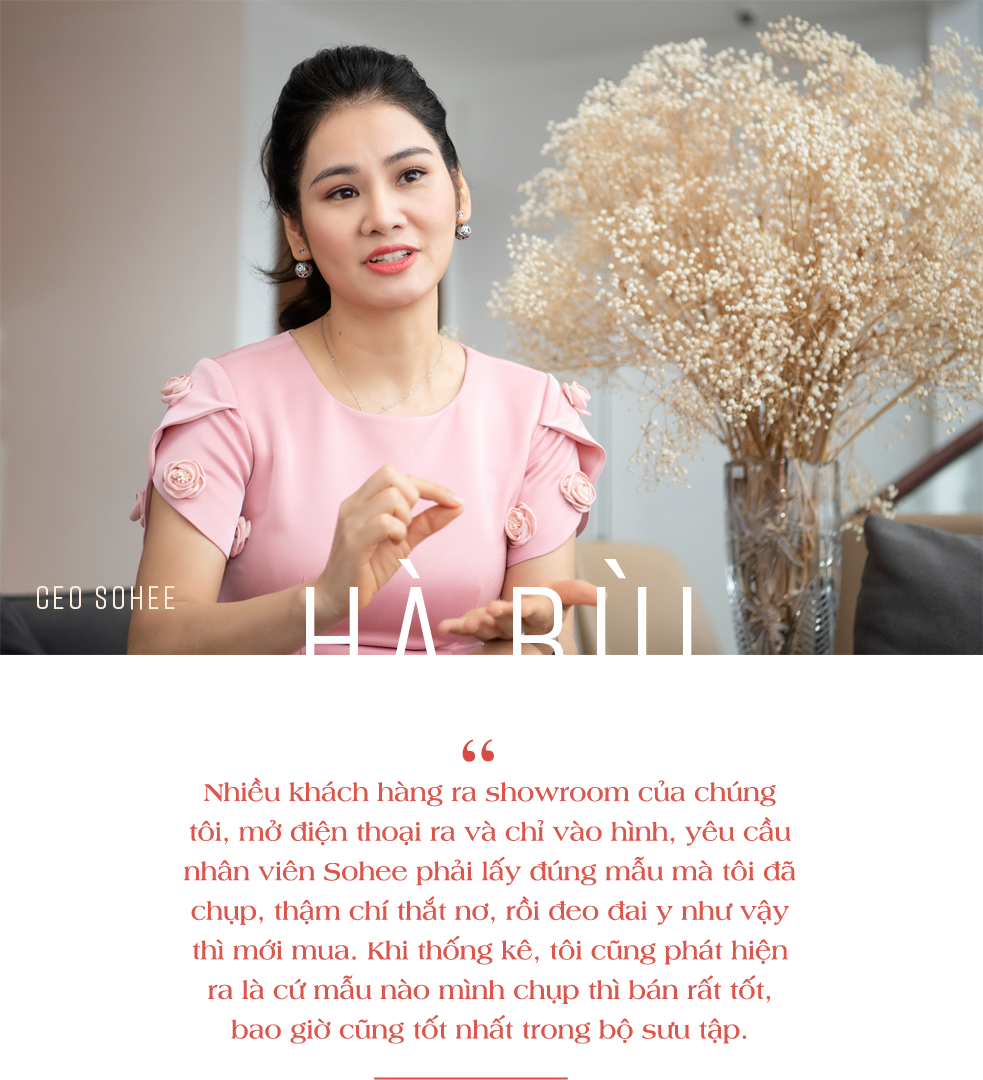 CEO SOHEE
HÀ BÙI
“
Nhiều khách hàng ra showroom của chúng
tôi, mở điện thoại ra và chỉ vào hình, yêu cầu
nhân viên Sohee phải lấy đúng mẫu mà tôi đã
chụp, thậm chí thắt nơ, rồi đeo đai y như vậy
thì mới mua. Khi thống kê, tôi cũng phát hiện
ra là cứ mẫu nào mình chụp thì bán rất tốt,
bao giờ cũng tốt nhất trong bộ sưu tập.